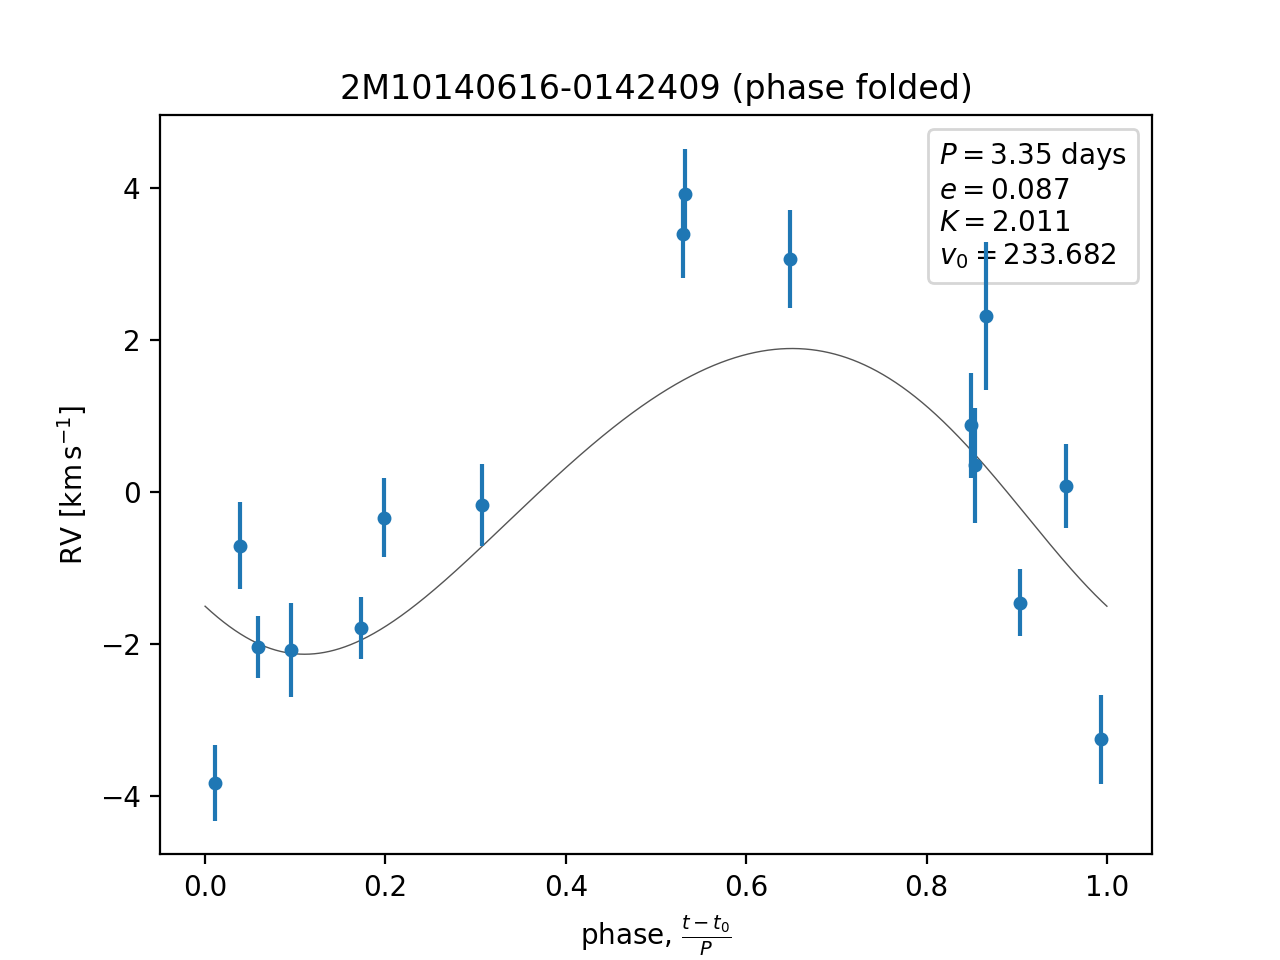 2M10140616-0142409 (phase folded)
P = 3.35 days
e = 0.087
K = 2.011
v₀ = 233.682
4
2
0
−2
−4
RV [km s⁻¹]
0.0 0.2 0.4 0.6 0.8 1.0
phase, (t − t₀)/P